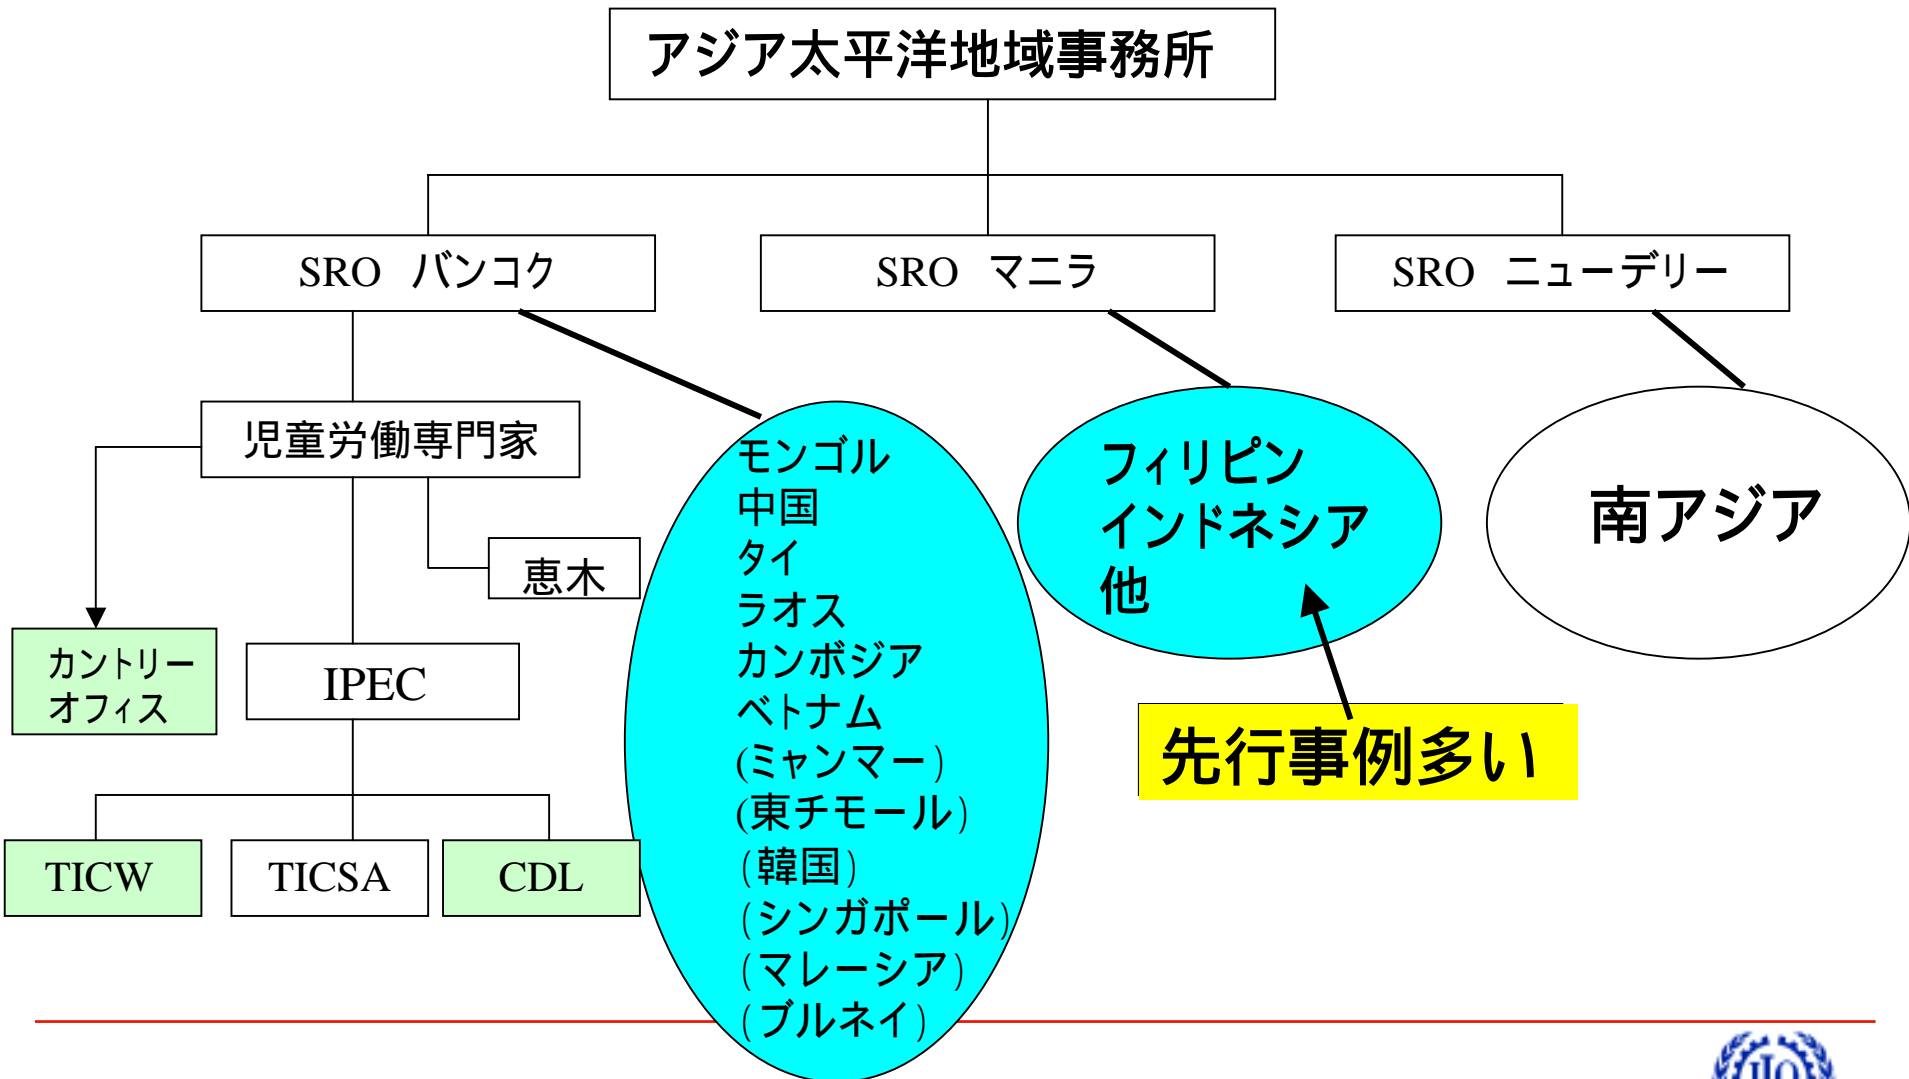 アジア太平洋地域事務所
SRO バンコク
SRO マニラ
SRO ニューデリー
児童労働専門家
恵木
カントリー
オフィス
IPEC
TICW
TICSA
CDL
モンゴル
中国
タイ
ラオス
カンボジア
ベトナム
(ミャンマー)
(東チモール)
(韓国)
(シンガポール)
(マレーシア)
(ブルネイ)
フィリピン
インドネシア
他
先行事例多い
南アジア
ILO